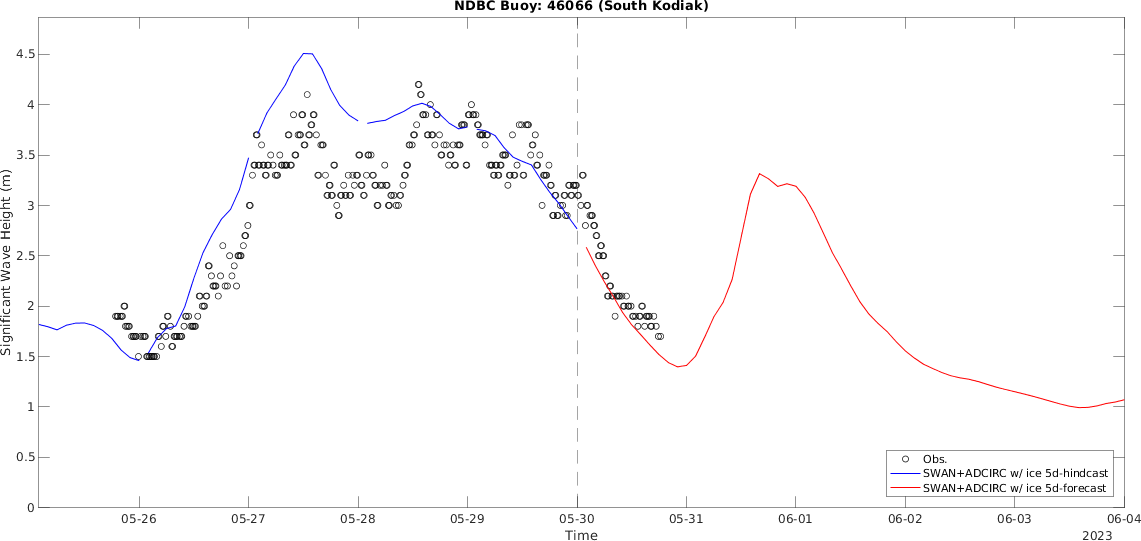 NDBC Buoy: 46066 (South Kodiak)
4.5
4
3.5
3
2.5
2
1.5
1
0.5
0
Significant Wave Height (m)
Obs.
SWAN+ADCIRC w/ ice 5d-hindcast
SWAN+ADCIRC w/ ice 5d-forecast
05-26 05-27 05-28 05-29 05-30 05-31 06-01 06-02 06-03 06-04
Time
2023